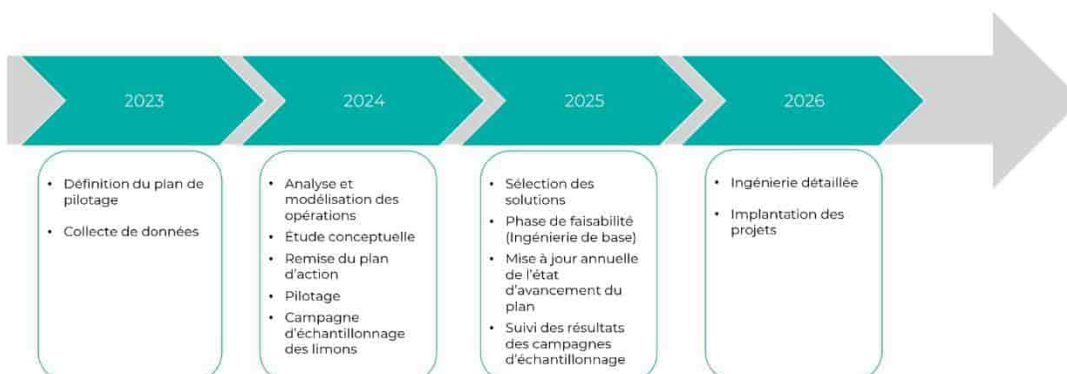 2023
2024
2025
2026
• Définition du plan de
pilotage
• Collecte de données
• Analyse et
modélisation des
opérations
• Étude conceptuelle
• Remise du plan
d'action
• Pilotage
• Campagne
d'échantillonnage
des limons
• Sélection des
solutions
• Phase de faisabilité
(Ingénierie de base)
• Mise à jour annuelle
de l'état
d'avancement du
plan
• Suivi des résultats
des campagnes
d'échantillonnage
• Ingénierie détaillée
• Implantation des
projets